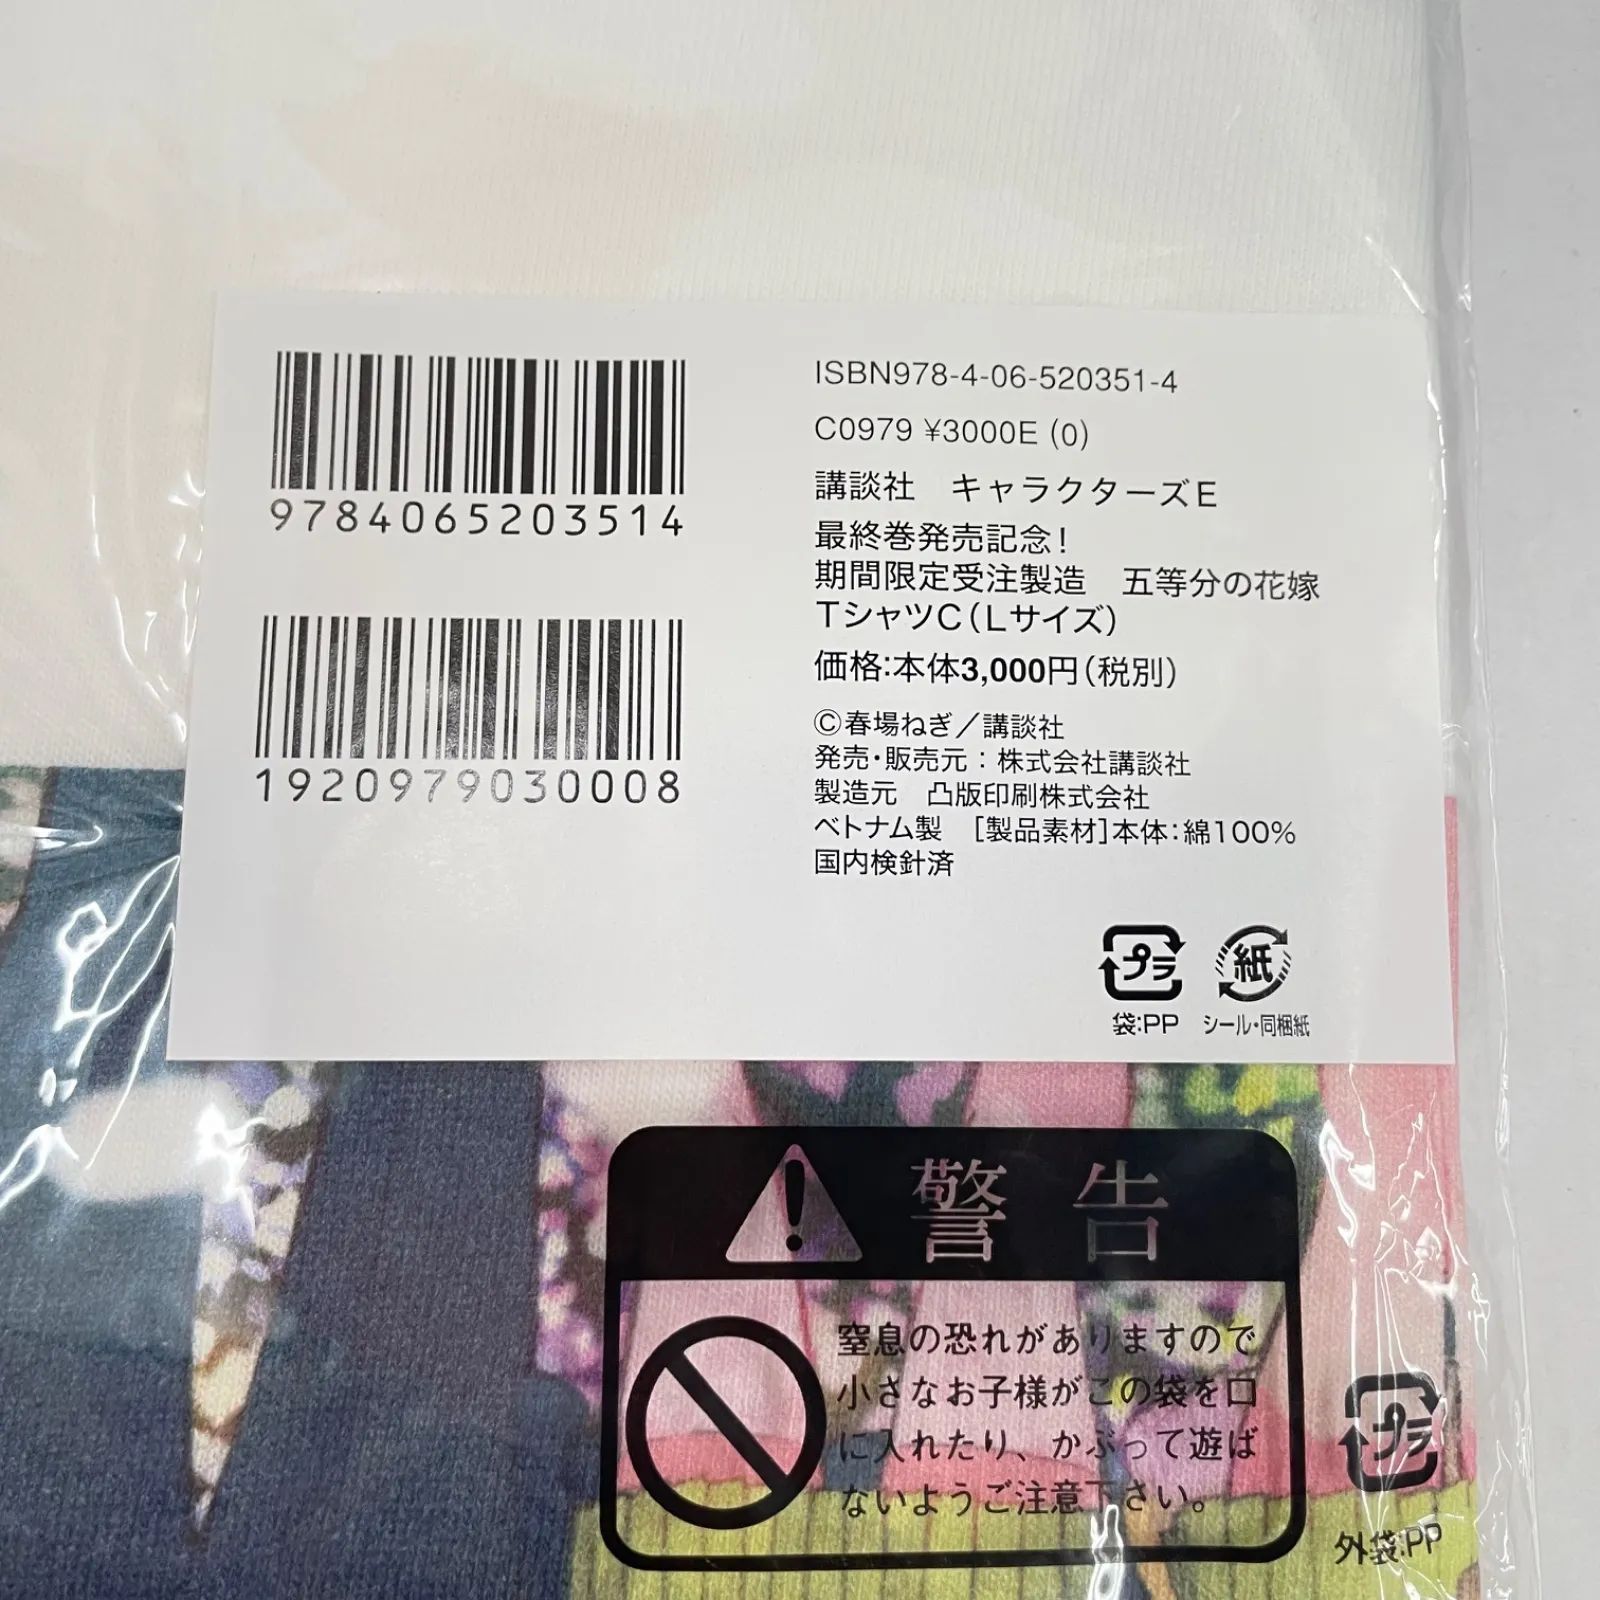 9784065203514
1920979030008
ISBN978-4-06-520351-4
C0979 ¥3000E (0)
講談社　キャラクターズE
最終巻発売記念！
期間限定受注製造　五等分の花嫁
TシャツC（Lサイズ）
価格:本体3,000円（税別）
©春場ねぎ／講談社
発売・販売元：株式会社講談社
製造元　凸版印刷株式会社
ベトナム製　[製品素材]本体：綿100%
国内検針済
プラ
袋:PP
紙
シール・同梱紙
警告
窒息の恐れがありますので
小さなお子様がこの袋を口
に入れたり、かぶって遊ば
ないようご注意下さい。
プラ
外袋:PP